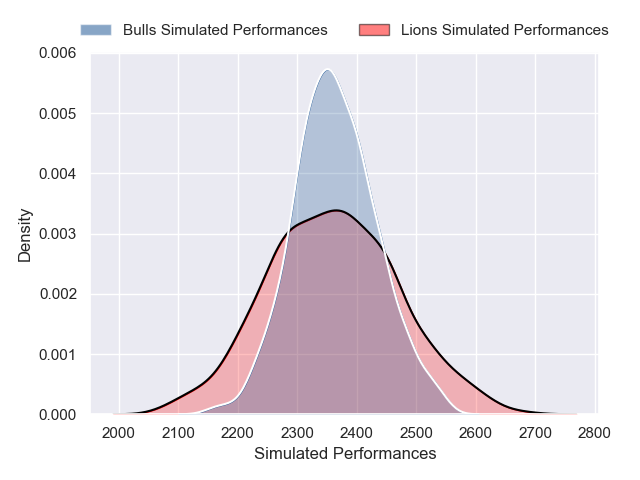 Bulls Simulated Performances
Lions Simulated Performances
0.006
0.005
0.004
0.003
0.002
0.001
0.000
Density
2000 2100 2200 2300 2400 2500 2600 2700 2800
Simulated Performances